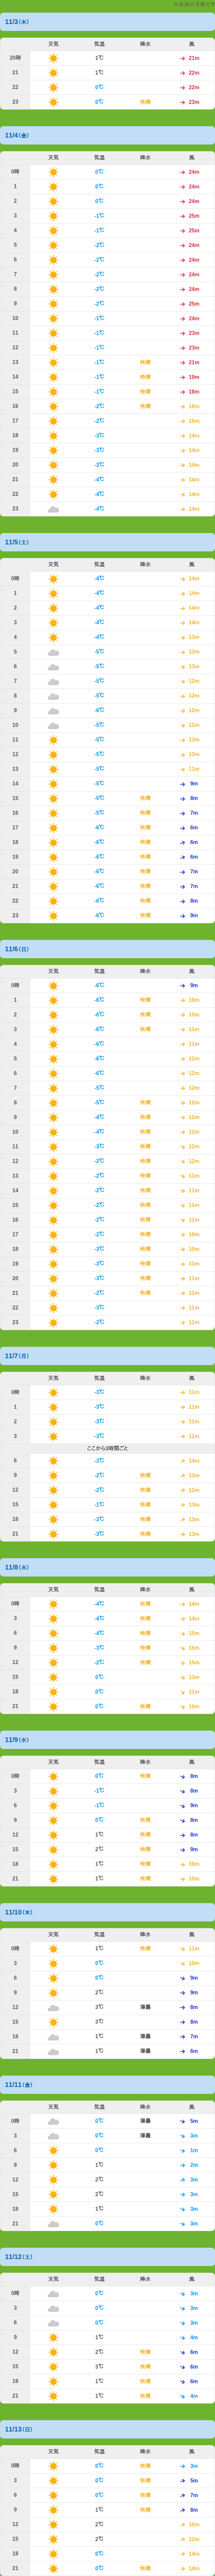 ※余島の予報です
11/3(木)
天気 気温 降水 風
20時 1℃ 21m
21 1℃ 22m
22 0℃ 22m
23 0℃ 快晴 23m
11/4(金)
天気 気温 降水 風
0時 0℃ 24m
1 0℃ 24m
2 0℃ 24m
3 -1℃ 25m
4 -1℃ 25m
5 -2℃ 24m
6 -2℃ 24m
7 -2℃ 24m
8 -2℃ 24m
9 -2℃ 25m
10 -1℃ 24m
11 -1℃ 23m
12 -1℃ 23m
13 -1℃ 快晴 21m
14 -1℃ 快晴 19m
15 -1℃ 快晴 18m
16 -2℃ 快晴 16m
17 -2℃ 15m
18 -3℃ 14m
19 -3℃ 14m
20 -3℃ 14m
21 -4℃ 14m
22 -4℃ 14m
23 -4℃ 14m
11/5(土)
天気 気温 降水 風
0時 -4℃ 14m
1 -4℃ 14m
2 -4℃ 14m
3 -4℃ 14m
4 -4℃ 13m
5 -5℃ 13m
6 -5℃ 13m
7 -5℃ 12m
8 -5℃ 12m
9 -6℃ 12m
10 -5℃ 12m
11 -5℃ 13m
12 -5℃ 13m
13 -5℃ 11m
14 -5℃ 9m
15 -5℃ 快晴 8m
16 -5℃ 快晴 7m
17 -6℃ 快晴 6m
18 -6℃ 快晴 6m
19 -6℃ 快晴 6m
20 -6℃ 快晴 7m
21 -6℃ 快晴 7m
22 -6℃ 快晴 8m
23 -6℃ 快晴 9m
11/6(日)
天気 気温 降水 風
0時 -6℃ 9m
1 -6℃ 快晴 10m
2 -6℃ 快晴 10m
3 -6℃ 快晴 11m
4 -6℃ 11m
5 -6℃ 12m
6 -6℃ 12m
7 -5℃ 12m
8 -5℃ 快晴 12m
9 -4℃ 快晴 12m
10 -4℃ 快晴 12m
11 -3℃ 快晴 12m
12 -2℃ 快晴 12m
13 -2℃ 快晴 11m
14 -2℃ 快晴 11m
15 -2℃ 快晴 11m
16 -2℃ 快晴 11m
17 -2℃ 快晴 10m
18 -3℃ 快晴 10m
19 -3℃ 快晴 11m
20 -3℃ 快晴 11m
21 -2℃ 快晴 11m
22 -3℃ 11m
23 -2℃ 11m
11/7(月)
天気 気温 降水 風
0時 -3℃ 11m
1 -3℃ 11m
2 -3℃ 11m
3 -3℃ 11m
ここから3時間ごと
6 -3℃ 14m
9 -2℃ 快晴 13m
12 -2℃ 快晴 12m
15 -1℃ 快晴 13m
18 -3℃ 快晴 13m
21 -3℃ 快晴 13m
11/8(火)
天気 気温 降水 風
0時 -4℃ 快晴 14m
3 -4℃ 快晴 14m
6 -4℃ 快晴 15m
9 -3℃ 快晴 15m
12 -2℃ 快晴 15m
15 0℃ 13m
18 0℃ 11m
21 0℃ 快晴 10m
11/9(水)
天気 気温 降水 風
0時 0℃ 快晴 8m
3 -1℃ 8m
6 -1℃ 9m
9 0℃ 快晴 8m
12 1℃ 快晴 8m
15 2℃ 快晴 9m
18 1℃ 快晴 10m
21 1℃ 快晴 10m
11/10(木)
天気 気温 降水 風
0時 1℃ 快晴 11m
3 0℃ 10m
6 0℃ 9m
9 2℃ 9m
12 3℃ 薄曇 8m
15 3℃ 8m
18 1℃ 薄曇 7m
21 1℃ 薄曇 6m
11/11(金)
天気 気温 降水 風
0時 0℃ 薄曇 5m
3 0℃ 薄曇 3m
6 0℃ 1m
9 1℃ 2m
12 2℃ 3m
15 2℃ 3m
18 1℃ 3m
21 0℃ 3m
11/12(土)
天気 気温 降水 風
0時 0℃ 3m
3 0℃ 3m
6 0℃ 3m
9 1℃ 4m
12 2℃ 快晴 6m
15 3℃ 快晴 6m
18 1℃ 快晴 6m
21 1℃ 快晴 4m
11/13(日)
天気 気温 降水 風
0時 0℃ 快晴 3m
3 0℃ 快晴 5m
6 0℃ 快晴 7m
9 1℃ 快晴 8m
12 2℃ 10m
15 2℃ 12m
18 0℃ 快晴 14m
21 0℃ 快晴 14m